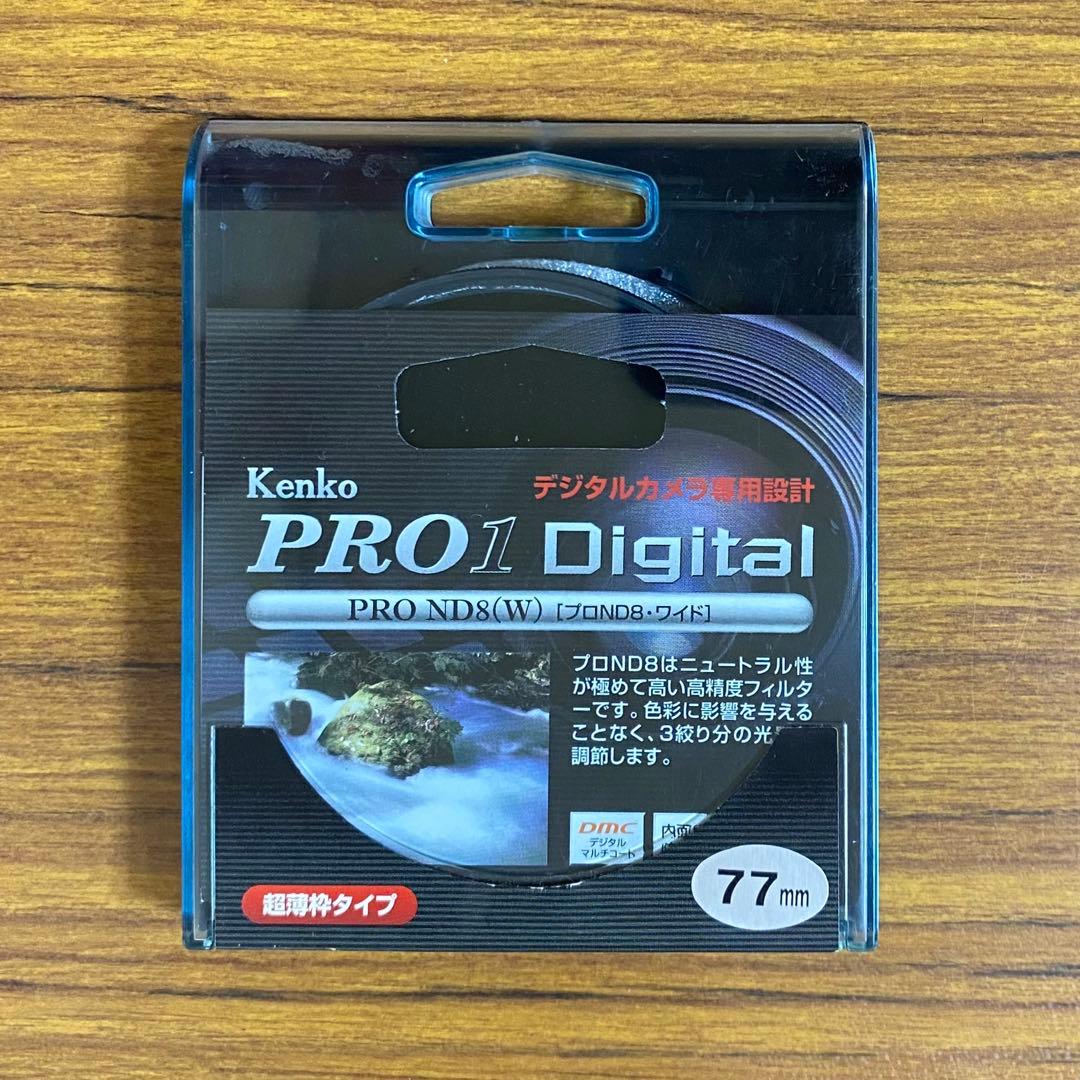 Kenko
デジタルカメラ専用設計
PRO1 Digital
PRO ND8(W) [プロND8・ワイド]
プロND8はニュートラル性
が極めて高い高精度フィルタ
ーです。色彩に影響を与える
ことなく、3絞り分の光
調節します。
DMC
デジタル
マルチコート
内面
77mm
超薄枠タイプ